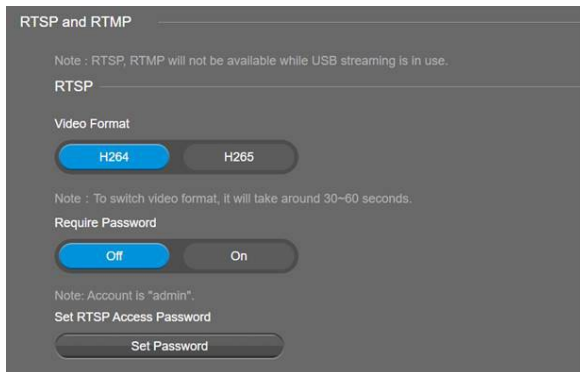 RTSP and RTMP
Note : RTSP, RTMP will not be available while USB streaming is in use.
RTSP
Video Format
H264 H265
Note : To switch video format, it will take around 30~60 seconds.
Require Password
Off On
Note: Account is "admin".
Set RTSP Access Password
Set Password